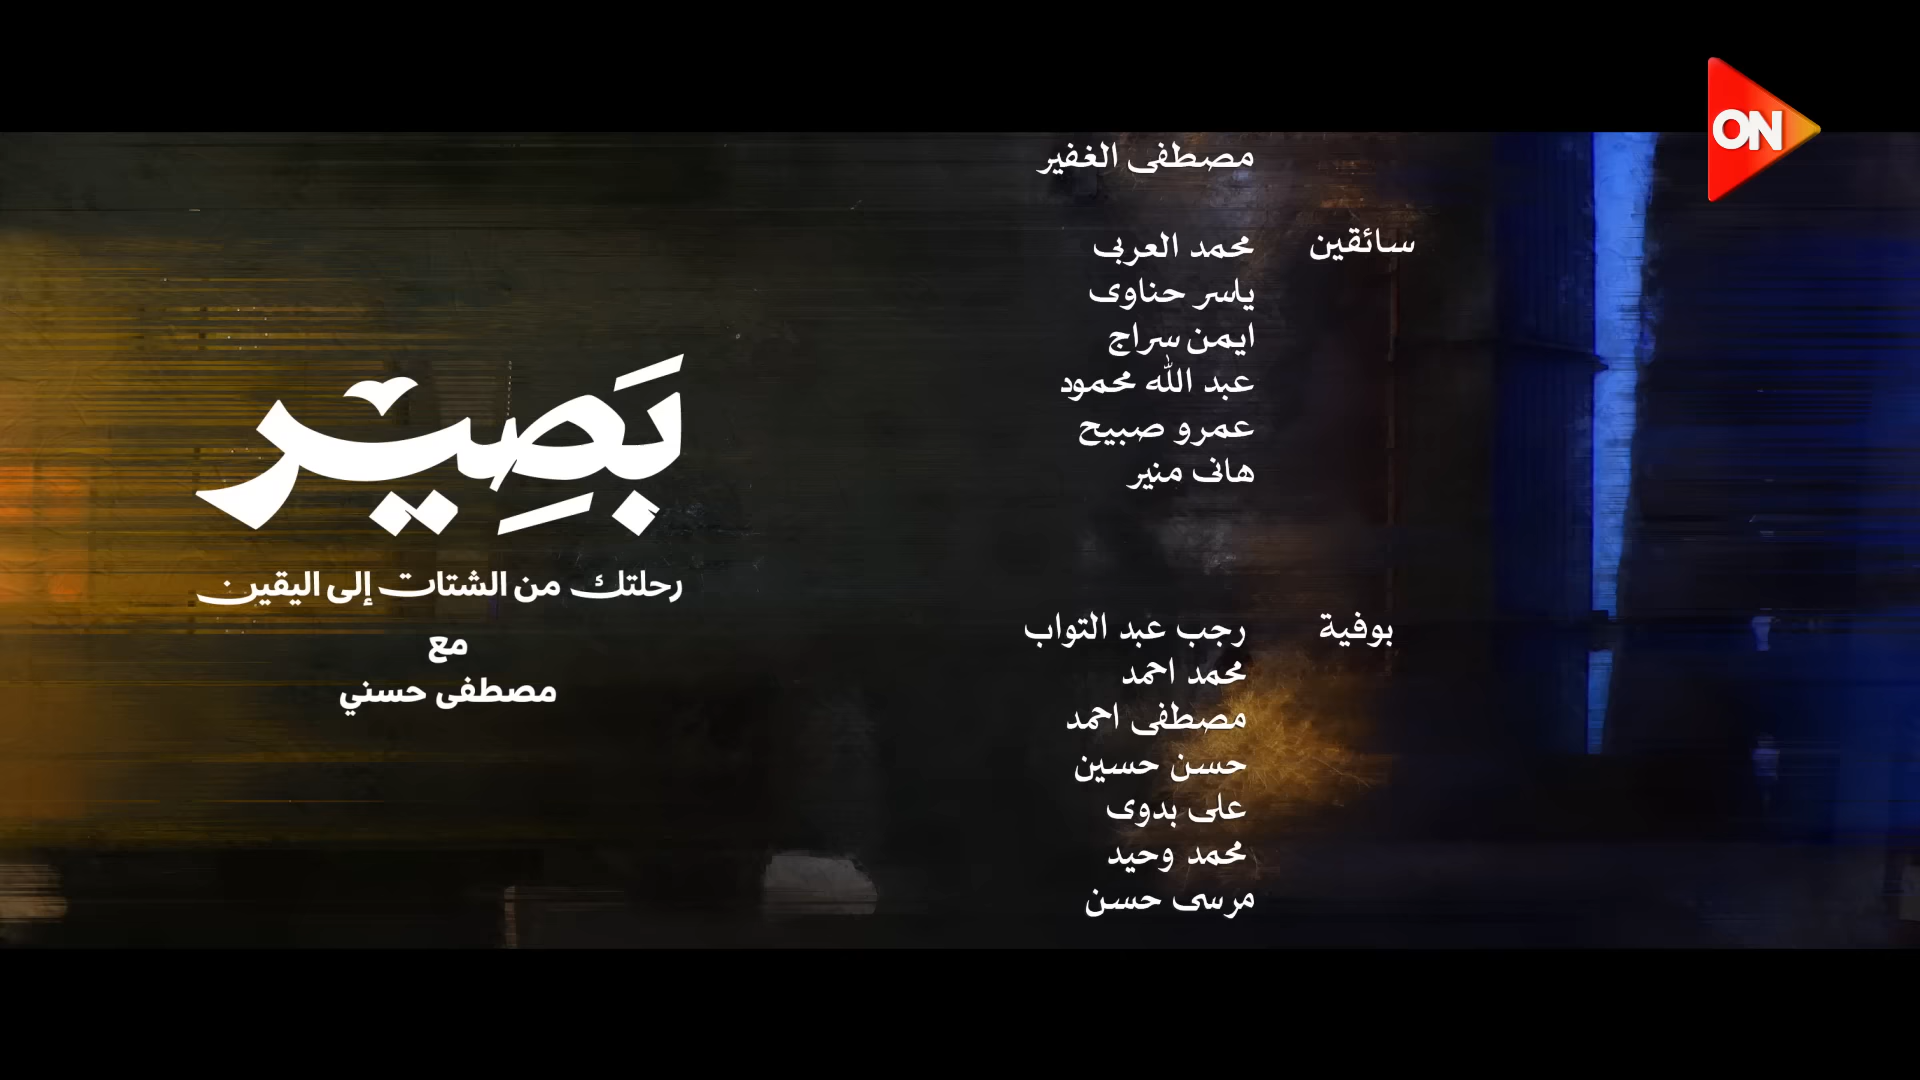 ON
مصطفى الغفير
سائقين محمد العربى
ياسر حناوى
ايمن سراج
عبد الله محمود
عمرو صبيح
هانى منير
بَصِير
رحلتك من الشتات إلى اليقين
مع
مصطفى حسني
بوفية رجب عبد التواب
محمد احمد
مصطفى احمد
حسن حسين
على بدوى
محمد وحيد
مرسى حسن